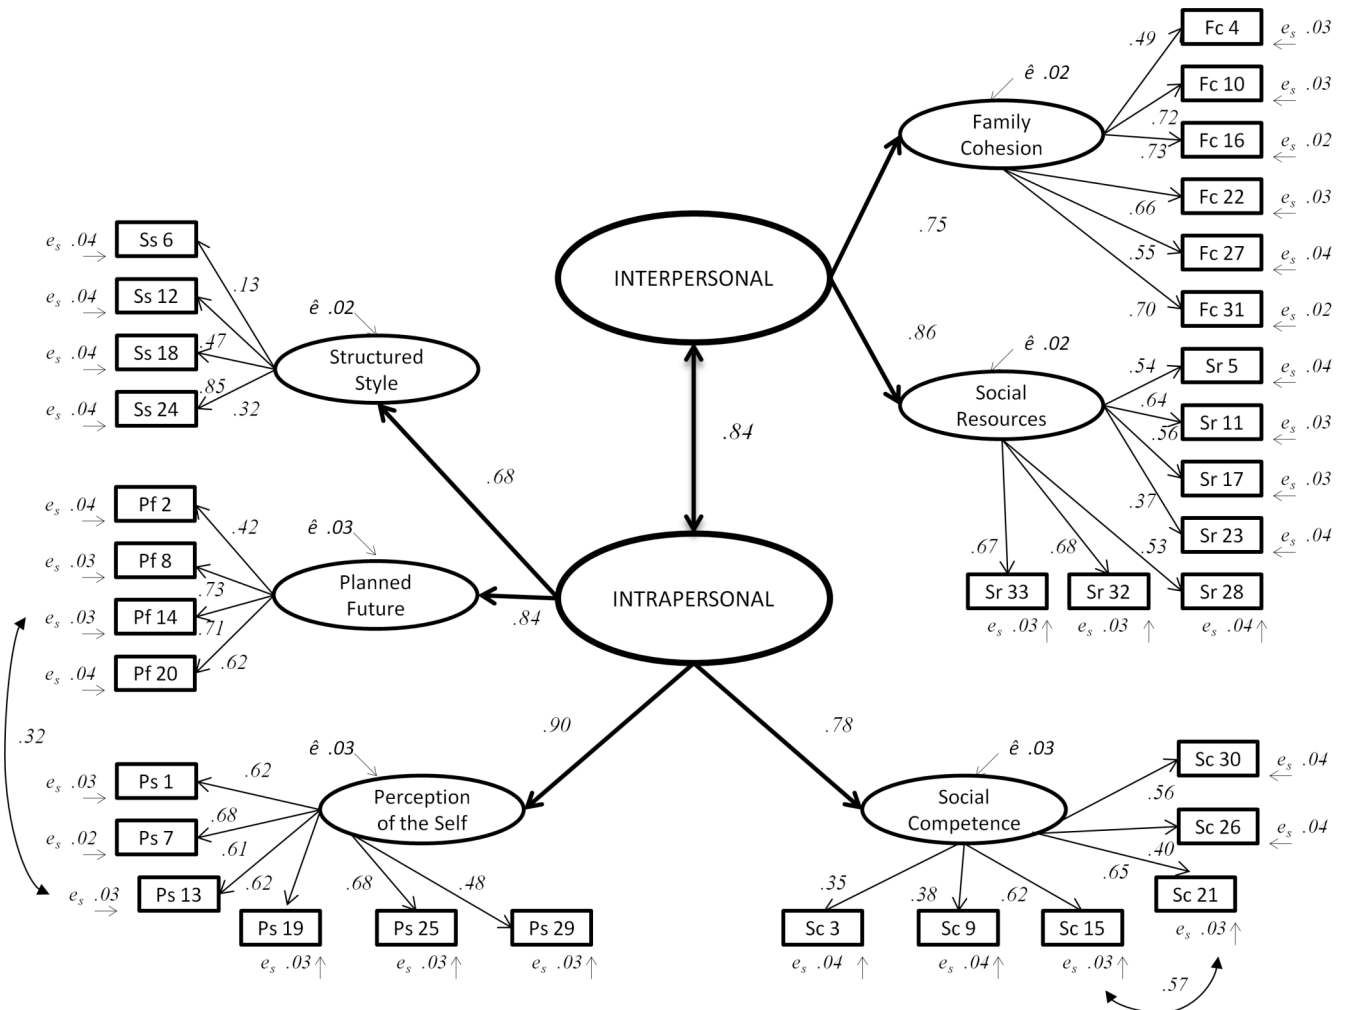 Fc 4
e_s .03
.49
ê .02
Fc 10
e_s .03
Family
Cohesion
.72
Fc 16
e_s .02
.73
Fc 22
e_s .03
.66
.75
Fc 27
e_s .04
.55
Fc 31
e_s .02
.70
INTERPERSONAL
.86
ê .02
Sr 5
e_s .04
.54
Social
Resources
.64
Sr 11
e_s .03
.56
Sr 17
e_s .03
.37
Sr 23
e_s .04
.67
.68
.53
Sr 33
Sr 32
Sr 28
e_s .03
e_s .03
e_s .04
.84
e_s .04
Ss 6
.13
e_s .04
Ss 12
ê .02
.47
e_s .04
Ss 18
Structured
Style
.85
e_s .04
Ss 24
.32
.68
e_s .04
Pf 2
.42
ê .03
e_s .03
Pf 8
.73
Planned
Future
e_s .03
Pf 14
.71
.84
INTRAPERSONAL
e_s .04
Pf 20
.62
.32
.90
.78
ê .03
e_s .03
Ps 1
.62
Perception
of the Self
e_s .02
Ps 7
.68
.61
e_s .03
Ps 13
.62
.68
.48
Ps 19
Ps 25
Ps 29
e_s .03
e_s .03
e_s .03
ê .03
Sc 30
e_s .04
Social
Competence
.56
Sc 26
e_s .04
.40
.65
Sc 21
e_s .03
.35
.38
.62
Sc 3
Sc 9
Sc 15
e_s .04
e_s .04
e_s .03
.57